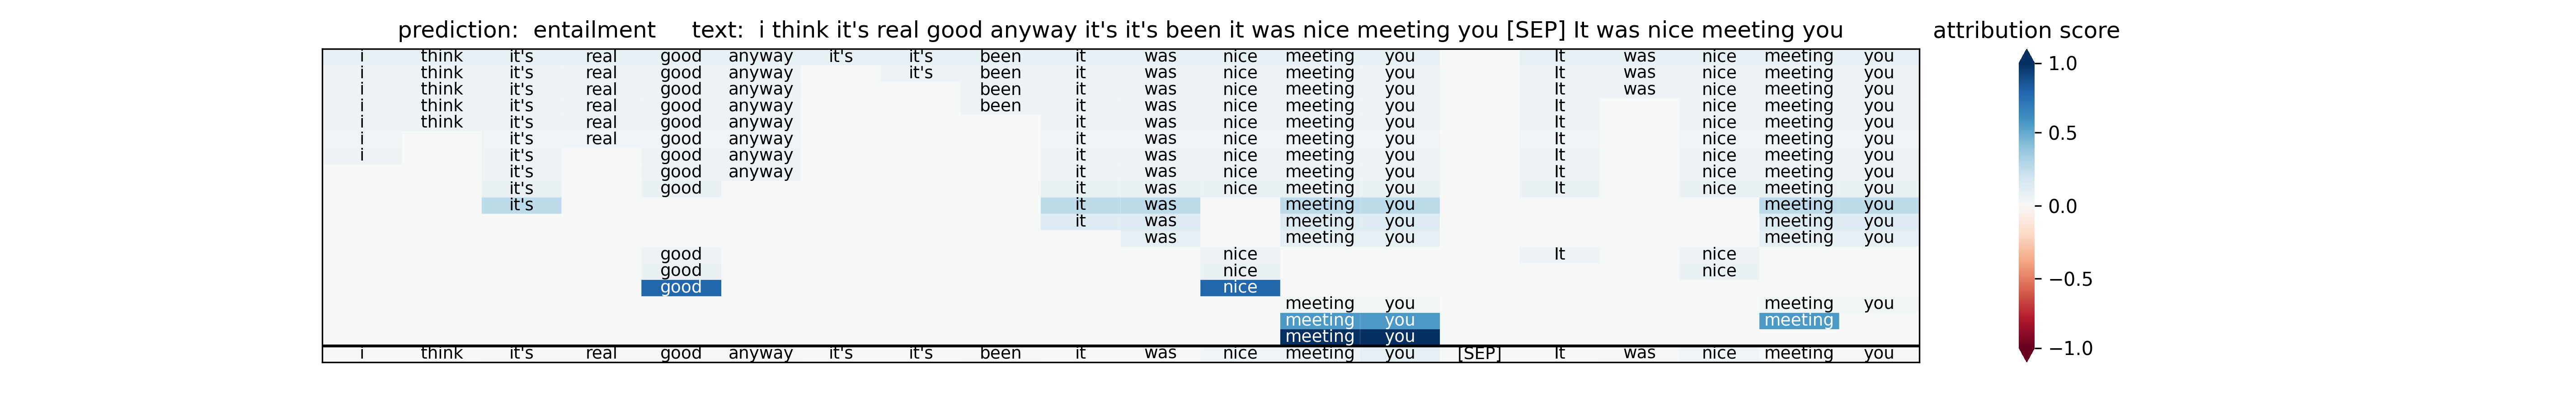 prediction: entailment text: i think it's real good anyway it's it's been it was nice meeting you [SEP] It was nice meeting you attribution score
i think it's real good anyway it's it's been it was nice meeting you It was nice meeting you 1.0
i think it's real good anyway it's been it was nice meeting you It was nice meeting you
i think it's real good anyway been it was nice meeting you It was nice meeting you
i think it's real good anyway been it was nice meeting you It nice meeting you
i think it's real good anyway it was nice meeting you It nice meeting you 0.5
i it's real good anyway it was nice meeting you It nice meeting you
i it's good anyway it was nice meeting you It nice meeting you
it's good anyway it was nice meeting you It nice meeting you
it's good it was nice meeting you It nice meeting you
it's it was meeting you meeting you 0.0
it was meeting you meeting you
was meeting you meeting you
good nice It nice
good nice nice −0.5
good nice
meeting you meeting you
meeting you meeting
meeting you
i think it's real good anyway it's it's been it was nice meeting you [SEP] It was nice meeting you −1.0